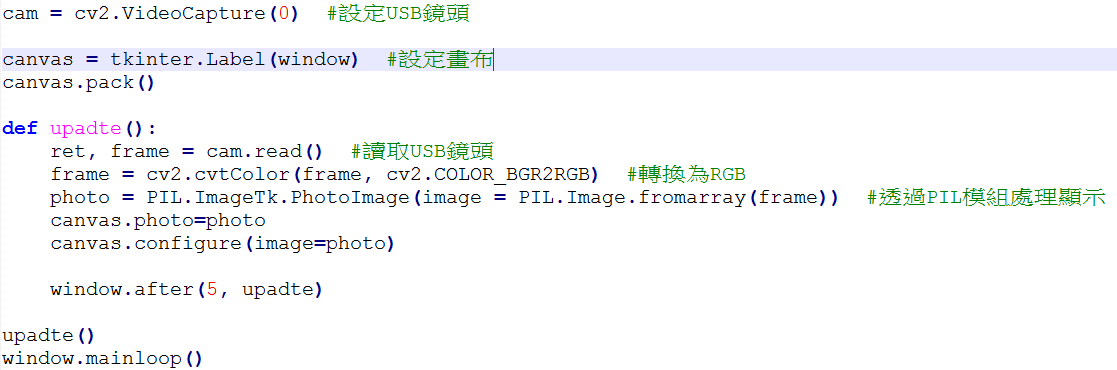 cam = cv2.VideoCapture(0)  #設定USB鏡頭
canvas = tkinter.Label(window)  #設定畫布
canvas.pack()
def upadte():
    ret, frame = cam.read()  #讀取USB鏡頭
    frame = cv2.cvtColor(frame, cv2.COLOR_BGR2RGB)  #轉換為RGB
    photo = PIL.ImageTk.PhotoImage(image = PIL.Image.fromarray(frame))  #透過PIL模組處理顯示
    canvas.photo=photo
    canvas.configure(image=photo)
    window.after(5, upadte)
upadte()
window.mainloop()